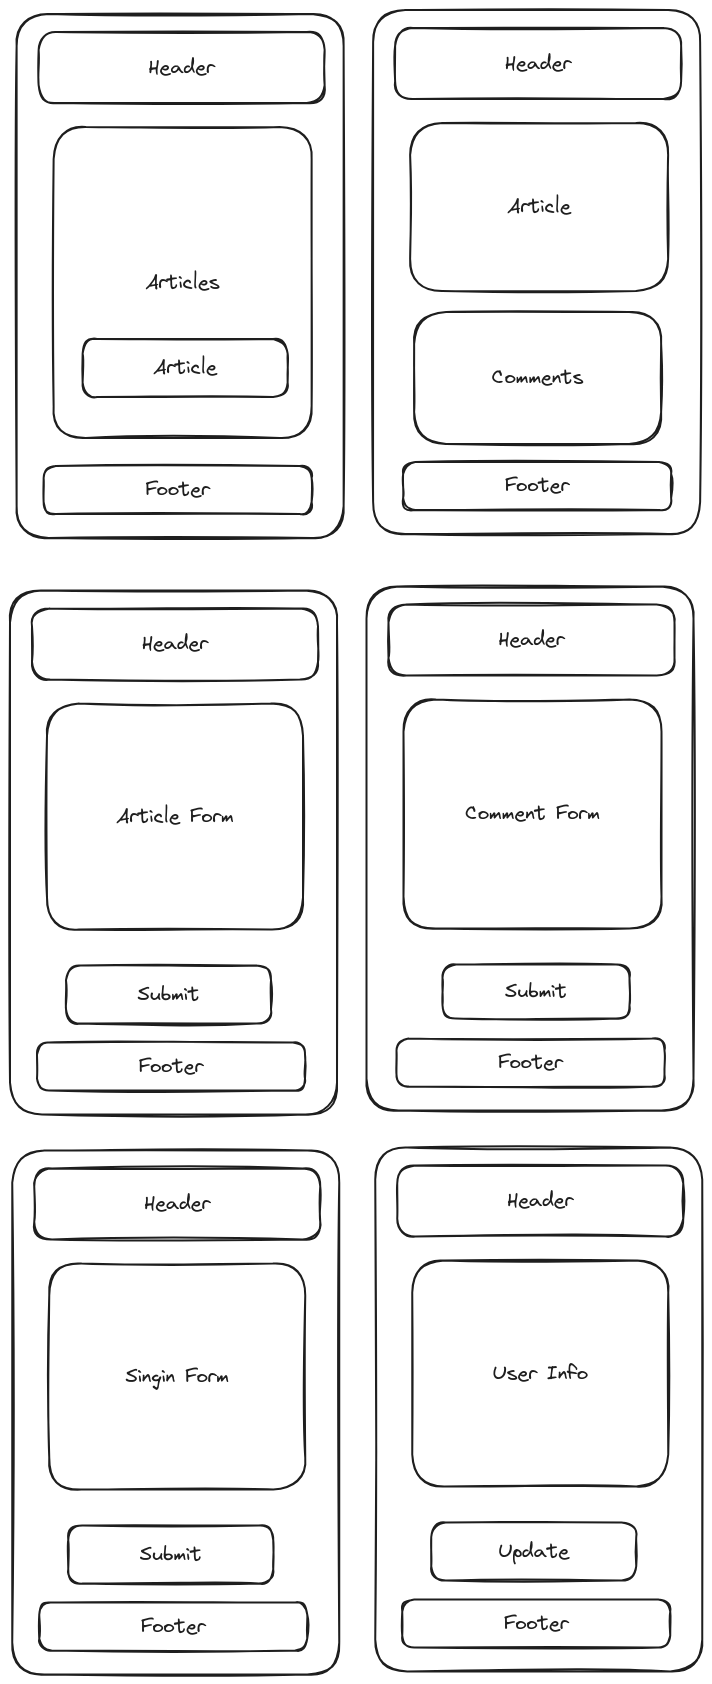 Header
Articles
Article
Footer
Header
Article
Comments
Footer
Header
Article Form
Submit
Footer
Header
Comment Form
Submit
Footer
Header
Singin Form
Submit
Footer
Header
User Info
Update
Footer